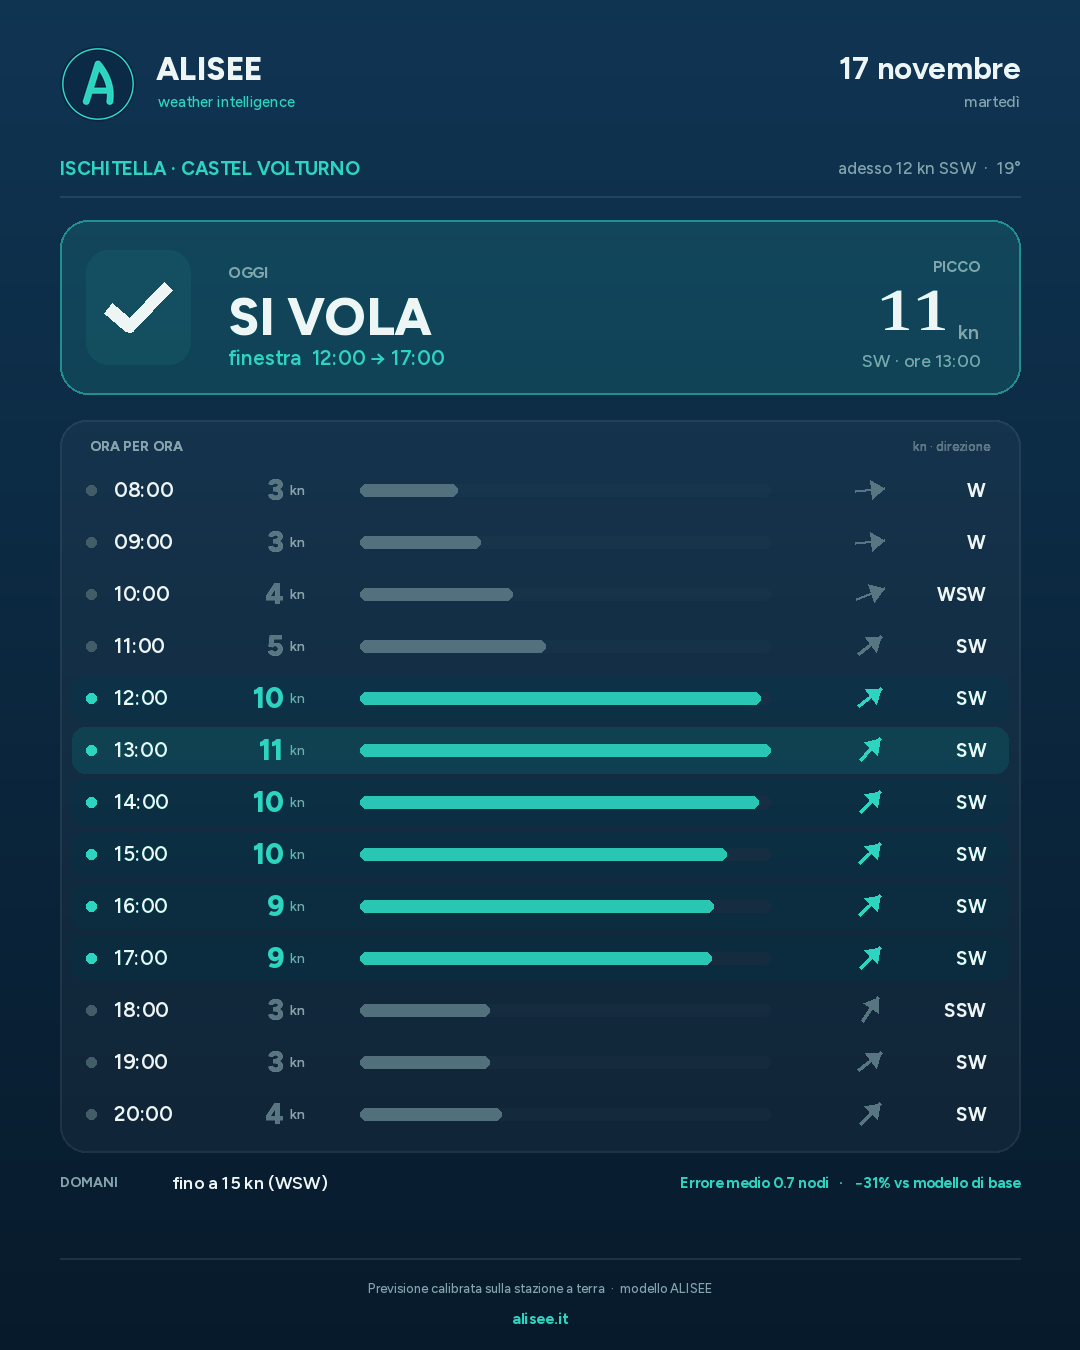 A ALISEE 17 novembre
weather intelligence martedì
ISCHITELLA · CASTEL VOLTURNO adesso 12 kn SSW · 19°
OGGI PICCO
SI VOLA 11 kn
finestra 12:00 → 17:00 SW · ore 13:00
ORA PER ORA kn · direzione
08:00 3 kn W
09:00 3 kn W
10:00 4 kn WSW
11:00 5 kn SW
12:00 10 kn SW
13:00 11 kn SW
14:00 10 kn SW
15:00 10 kn SW
16:00 9 kn SW
17:00 9 kn SW
18:00 3 kn SSW
19:00 3 kn SW
20:00 4 kn SW
DOMANI fino a 15 kn (WSW) Errore medio 0.7 nodi · −31% vs modello di base
Previsione calibrata sulla stazione a terra · modello ALISEE
alisee.it